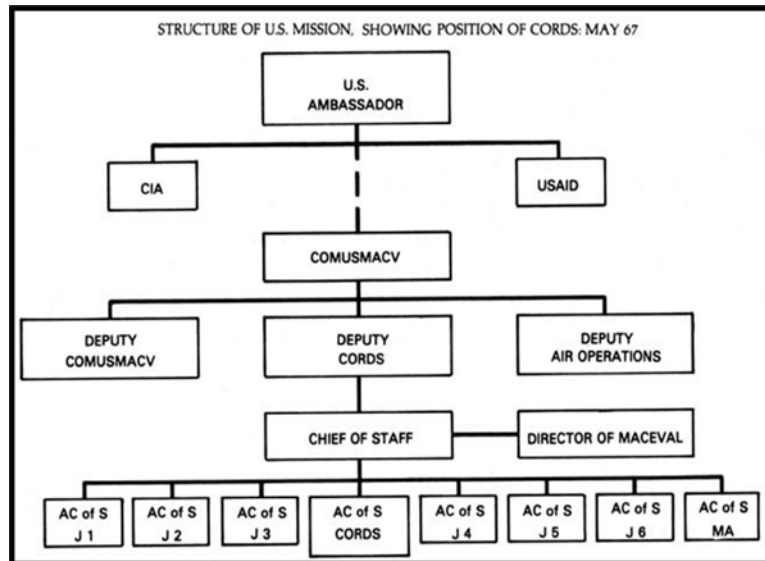 STRUCTURE OF U.S. MISSION, SHOWING POSITION OF CORDS: MAY 67
U.S.
AMBASSADOR
CIA
USAID
COMUSMACV
DEPUTY
COMUSMACV
DEPUTY
CORDS
DEPUTY
AIR OPERATIONS
CHIEF OF STAFF
DIRECTOR OF MACEVAL
AC of S
J 1
AC of S
J 2
AC of S
J 3
AC of S
CORDS
AC of S
J 4
AC of S
J 5
AC of S
J 6
AC of S
MA